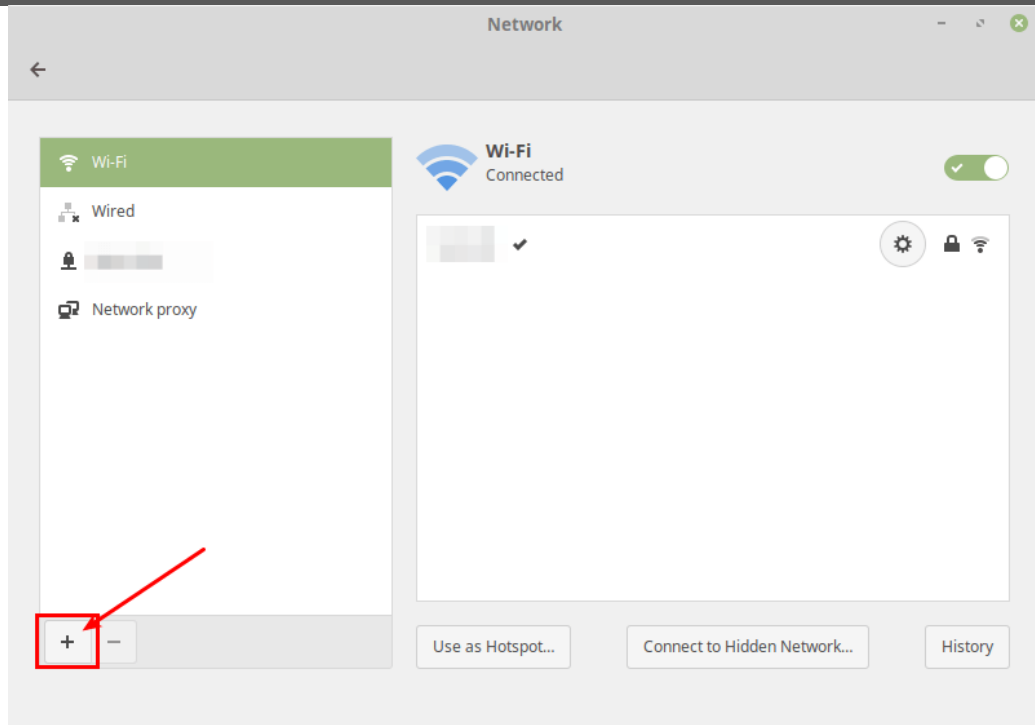 Network
Wi-Fi
Wired
Network proxy
Wi-Fi
Connected
Use as Hotspot...
Connect to Hidden Network...
History